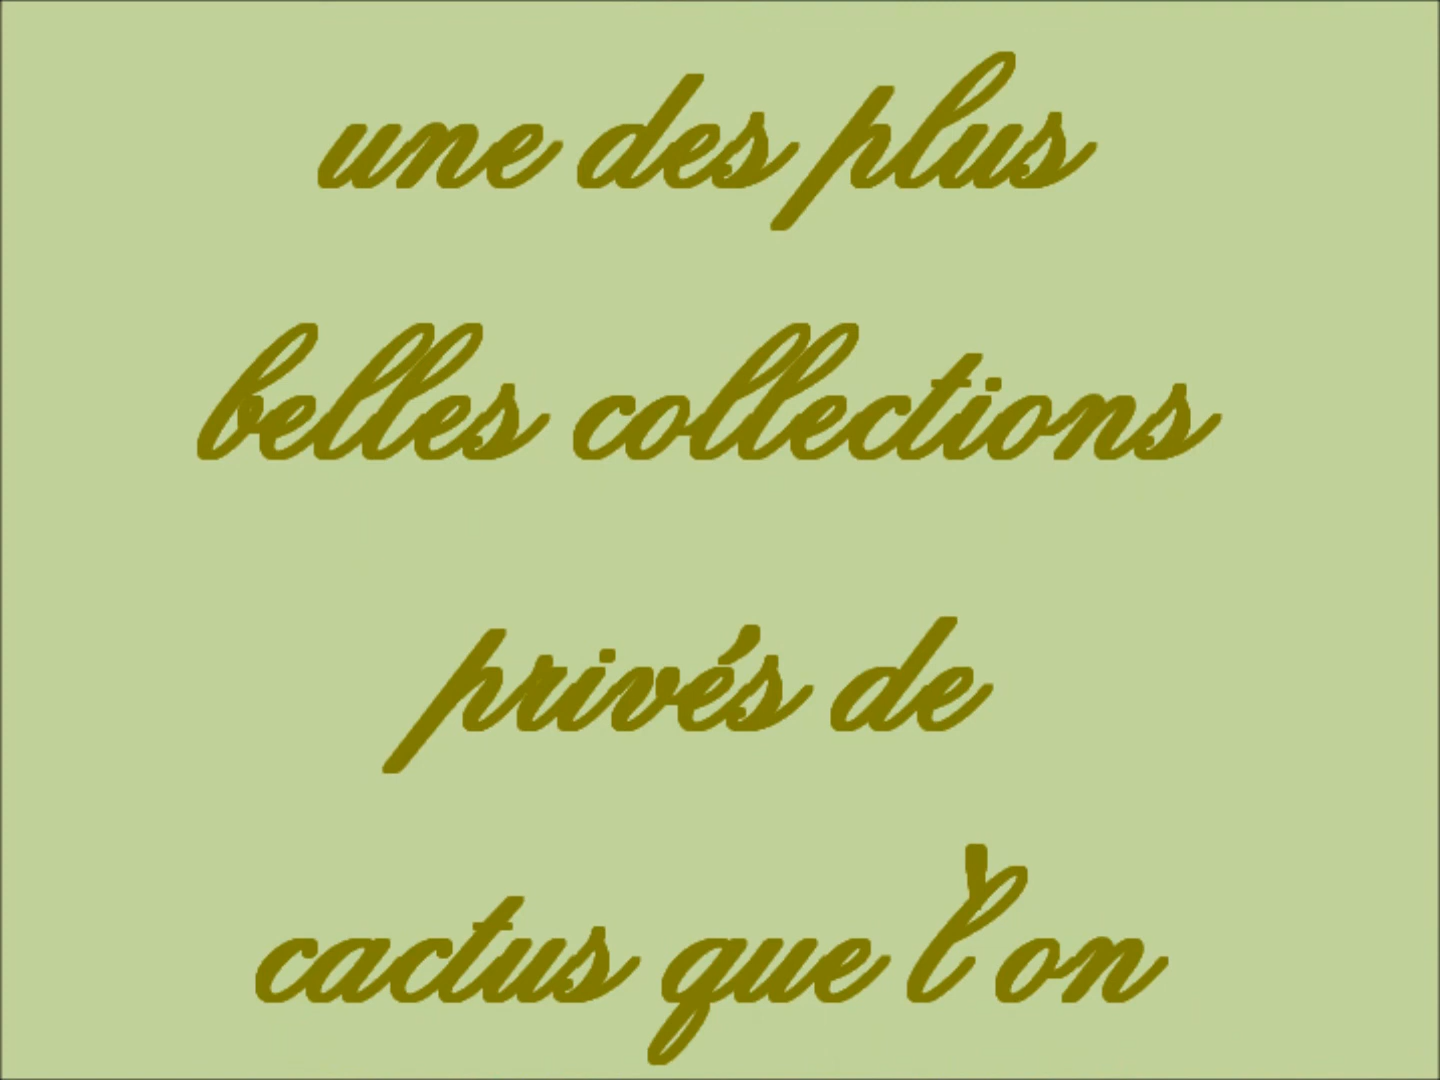 une des plus
belles collections
privés de
cactus que l'on